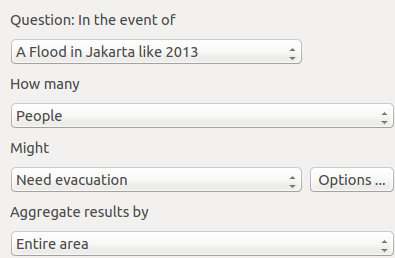 Question: In the event of
A Flood in Jakarta like 2013
How many
People
Might
Need evacuation
Options ...
Aggregate results by
Entire area